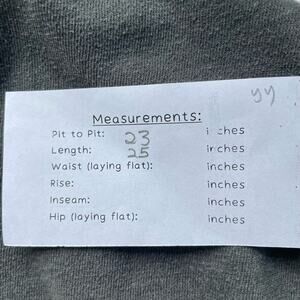 yy
Measurements:
Pit to Pit: 23 inches
Length: 25 inches
Waist (laying flat): inches
Rise: inches
Inseam: inches
Hip (laying flat): inches